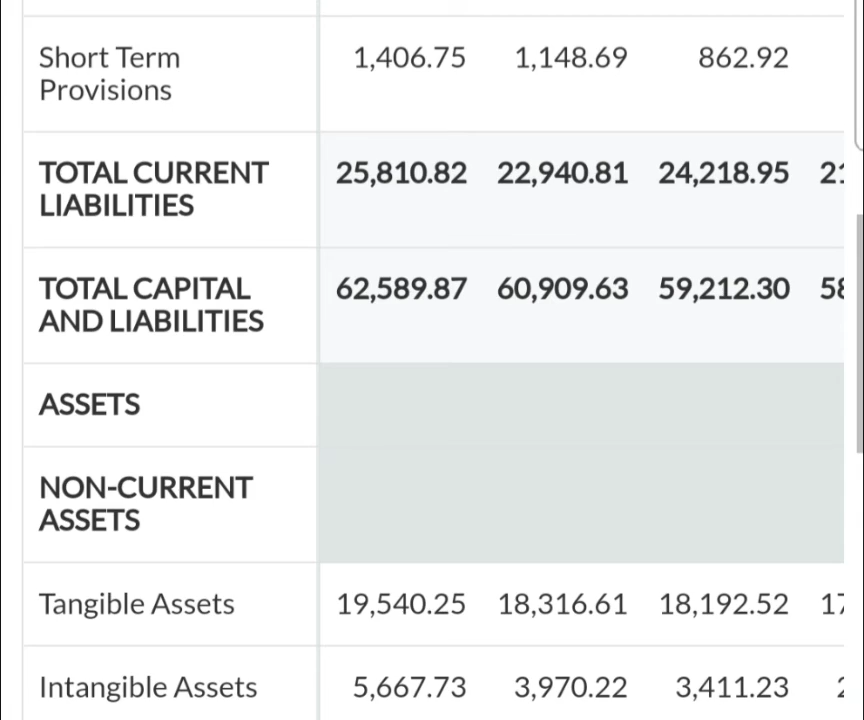 Short Term 1,406.75 1,148.69 862.92
Provisions
TOTAL CURRENT 25,810.82 22,940.81 24,218.95
LIABILITIES
TOTAL CAPITAL 62,589.87 60,909.63 59,212.30
AND LIABILITIES
ASSETS
NON-CURRENT
ASSETS
Tangible Assets 19,540.25 18,316.61 18,192.52
Intangible Assets 5,667.73 3,970.22 3,411.23